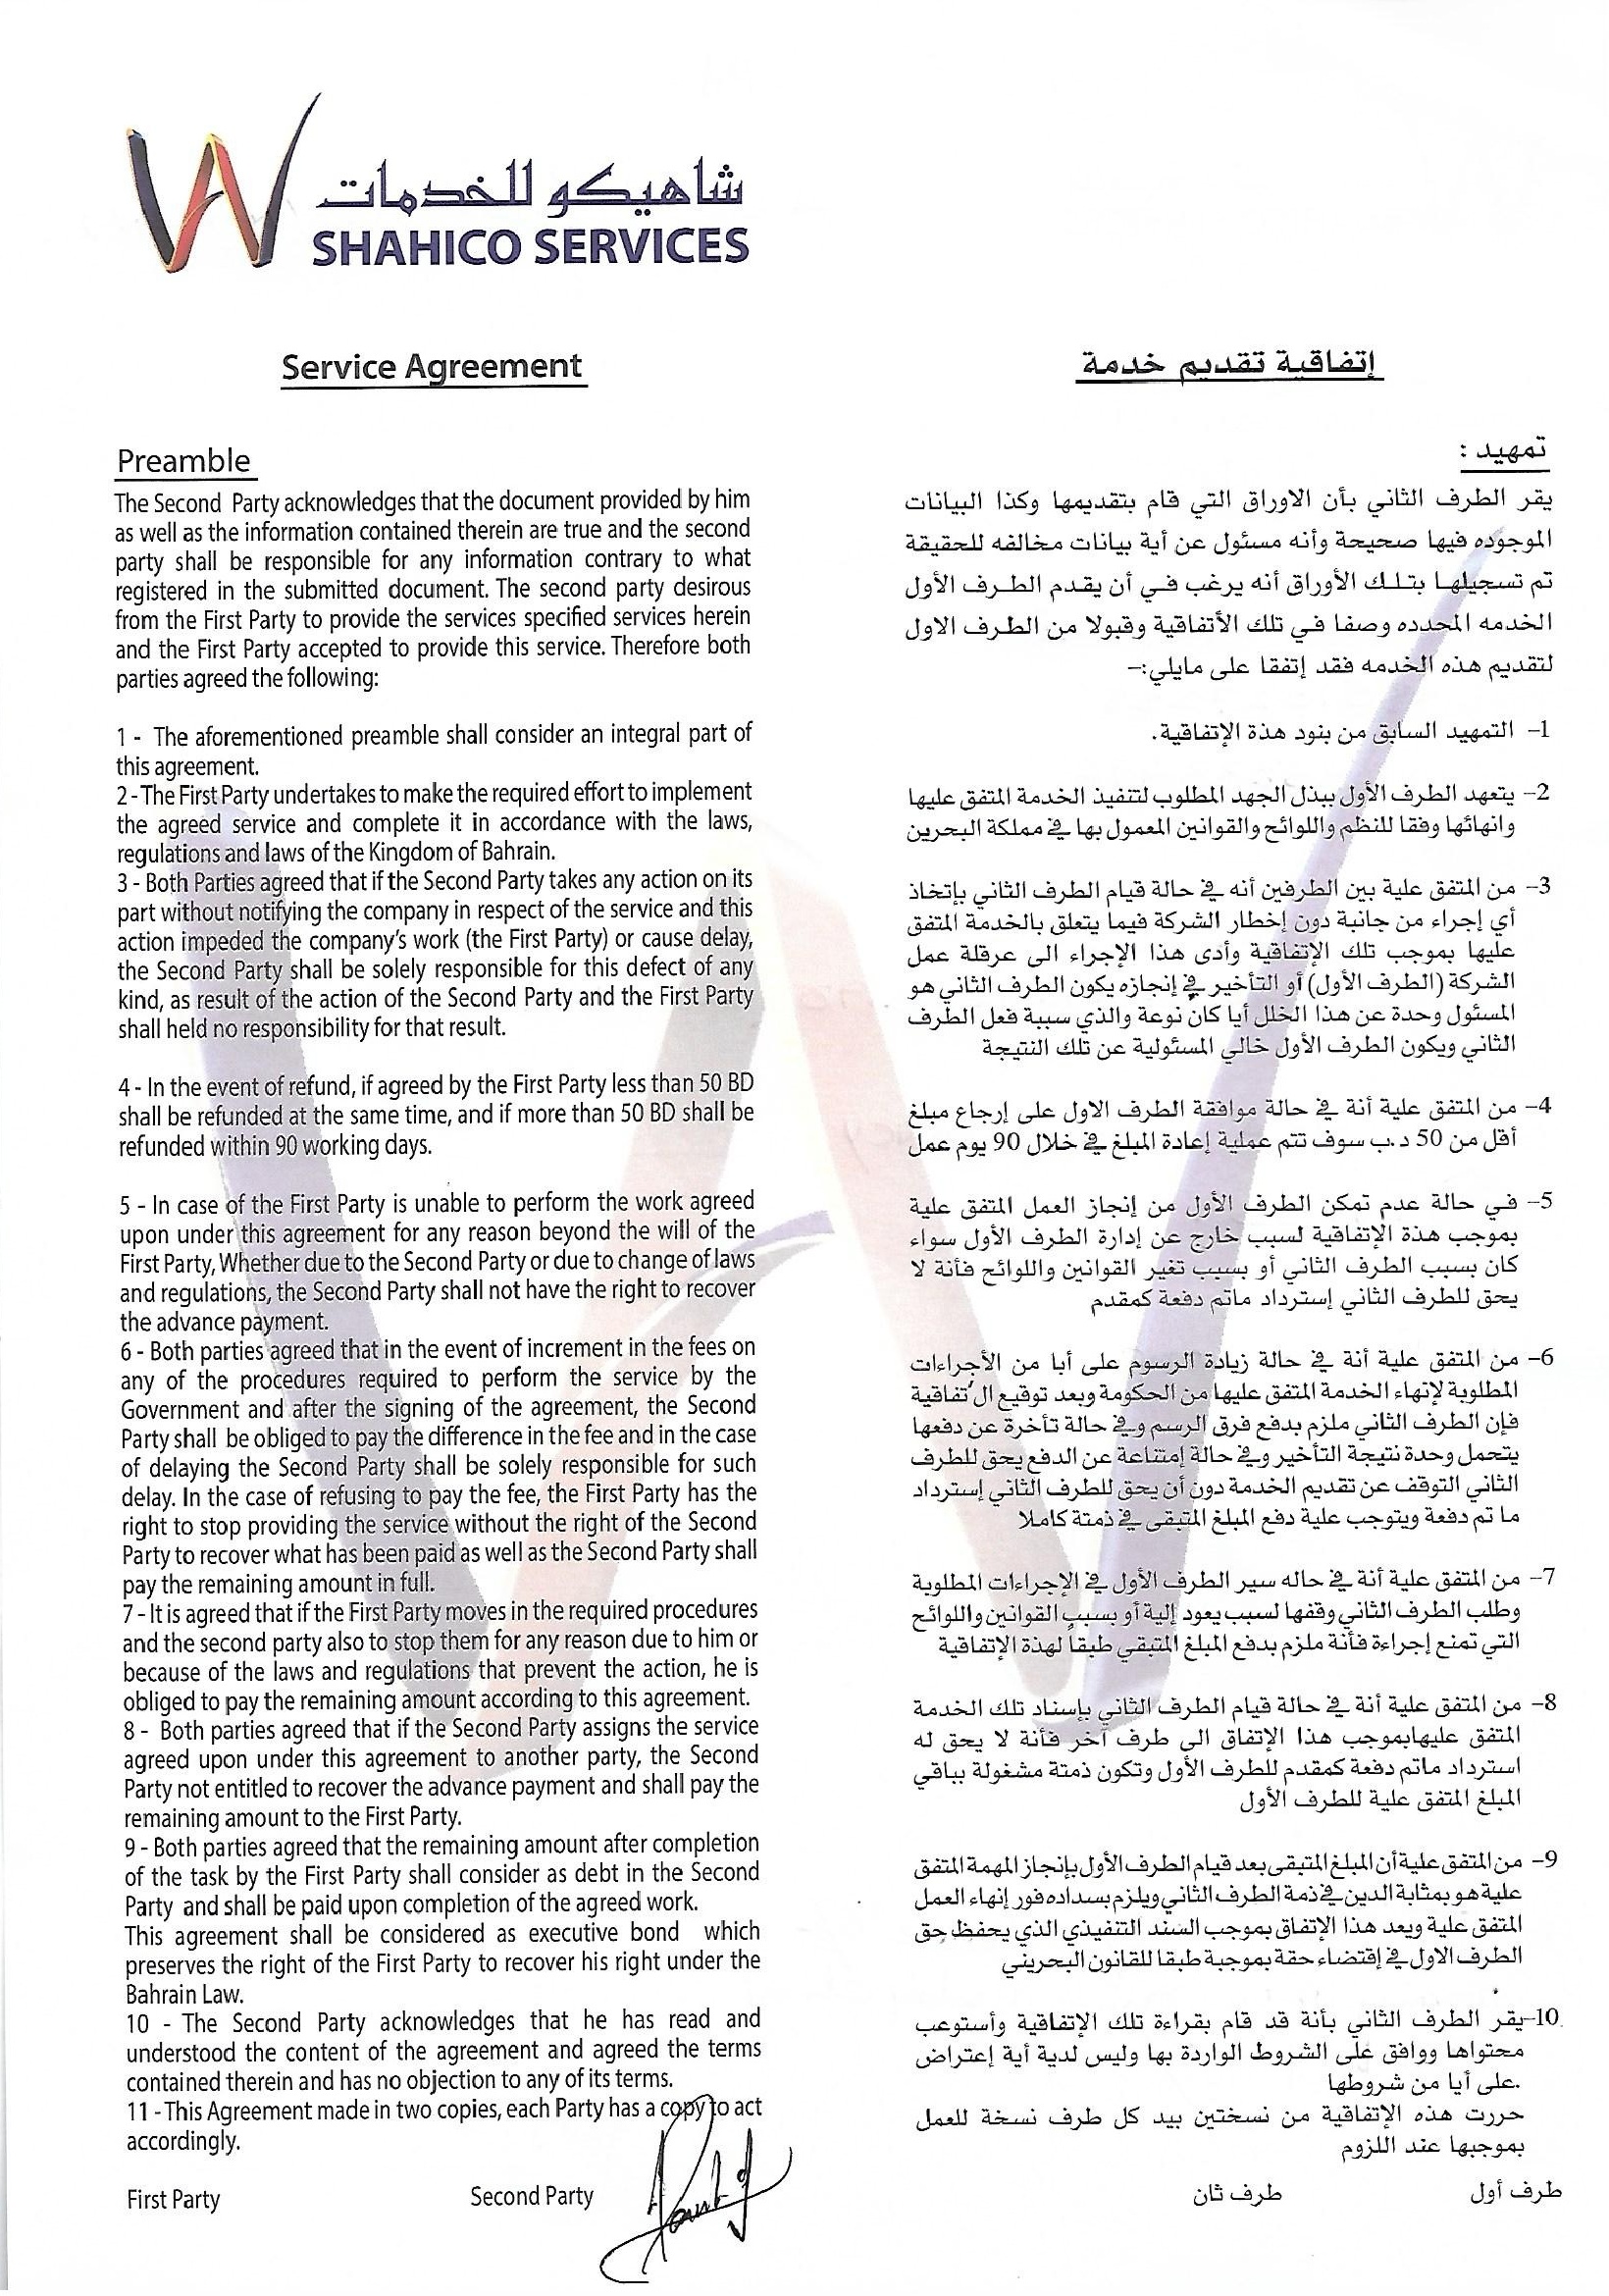 شاهيكو للخدمات
SHAHICO SERVICES
Service Agreement
Preamble
The Second Party acknowledges that the document provided by him
as well as the information contained therein are true and the second
party shall be responsible for any information contrary to what
registered in the submitted document. The second party desirous
from the First Party to provide the services specified services herein
and the First Party accepted to provide this service. Therefore both
parties agreed the following:
1 - The aforementioned preamble shall consider an integral part of
this agreement.
2 - The First Party undertakes to make the required effort to implement
the agreed service and complete it in accordance with the laws,
regulations and laws of the Kingdom of Bahrain.
3 - Both Parties agreed that if the Second Party takes any action on its
part without notifying the company in respect of the service and this
action impeded the company's work (the First Party) or cause delay,
the Second Party shall be solely responsible for this defect of any
kind, as result of the action of the Second Party and the First Party
shall held no responsibility for that result.
4 - In the event of refund, if agreed by the First Party less than 50 BD
shall be refunded at the same time, and if more than 50 BD shall be
refunded within 90 working days.
5 - In case of the First Party is unable to perform the work agreed
upon under this agreement for any reason beyond the will of the
First Party, Whether due to the Second Party or due to change of laws
and regulations, the Second Party shall not have the right to recover
the advance payment.
6 - Both parties agreed that in the event of increment in the fees on
any of the procedures required to perform the service by the
Government and after the signing of the agreement, the Second
Party shall be obliged to pay the difference in the fee and in the case
of delaying the Second Party shall be solely responsible for such
delay. In the case of refusing to pay the fee, the First Party has the
right to stop providing the service without the right of the Second
Party to recover what has been paid as well as the Second Party shall
pay the remaining amount in full.
7 - It is agreed that if the First Party moves in the required procedures
and the second party also to stop them for any reason due to him or
because of the laws and regulations that prevent the action, he is
obliged to pay the remaining amount according to this agreement.
8 - Both parties agreed that if the Second Party assigns the service
agreed upon under this agreement to another party, the Second
Party not entitled to recover the advance payment and shall pay the
remaining amount to the First Party.
9 - Both parties agreed that the remaining amount after completion
of the task by the First Party shall consider as debt in the Second
Party and shall be paid upon completion of the agreed work.
This agreement shall be considered as executive bond which
preserves the right of the First Party to recover his right under the
Bahrain Law.
10 - The Second Party acknowledges that he has read and
understood the content of the agreement and agreed the terms
contained therein and has no objection to any of its terms.
11 - This Agreement made in two copies, each Party has a copy to act
accordingly.
First Party Second Party
إتفاقية تقديم خدمة
تمهيد :
يقر الطرف الثاني بأن الاوراق التي قام بتقديمها وكذا البيانات
الموجوده فيها صحيحة وأنه مسئول عن أية بيانات مخالفه للحقيقة
تم تسجيلها بتلك الأوراق أنه يرغب في أن يقدم الطرف الأول
الخدمه المحدده وصفا في تلك الأتفاقية وقبولا من الطرف الاول
لتقديم هذه الخدمه فقد إتفقا على مايلي:-
1- التمهيد السابق من بنود هذة الإتفاقية.
2- يتعهد الطرف الأول ببذل الجهد المطلوب لتنفيذ الخدمة المتفق عليها
وانهائها وفقا للنظم واللوائح والقوانين المعمول بها في مملكة البحرين
3- من المتفق علية بين الطرفين أنه في حالة قيام الطرف الثاني بإتخاذ
أي إجراء من جانبة دون إخطار الشركة فيما يتعلق بالخدمة المتفق
عليها بموجب تلك الإتفاقية وأدى هذا الإجراء الى عرقلة عمل
الشركة (الطرف الأول) أو التأخير في إنجازه يكون الطرف الثاني هو
المسئول وحدة عن هذا الخلل أيا كان نوعة والذي سببة فعل الطرف
الثاني ويكون الطرف الأول خالي المسئولية عن تلك النتيجة
4- من المتفق علية أنة في حالة موافقة الطرف الاول على إرجاع مبلغ
أقل من 50 د.ب سوف تتم عملية إعادة المبلغ في خلال 90 يوم عمل
5- في حالة عدم تمكن الطرف الأول من إنجاز العمل المتفق علية
بموجب هذة الإتفاقية لسبب خارج عن إدارة الطرف الأول سواء
كان بسبب الطرف الثاني أو بسبب تغير القوانين واللوائح فأنة لا
يحق للطرف الثاني إسترداد ماتم دفعة كمقدم
6- من المتفق علية أنة في حالة زيادة الرسوم على أيا من الأجراءات
المطلوبة لإنهاء الخدمة المتفق عليها من الحكومة وبعد توقيع ال'تفاقية
فإن الطرف الثاني ملزم بدفع فرق الرسم وفي حالة تأخرة عن دفعها
يتحمل وحدة نتيجة التأخير وفي حالة إمتناعة عن الدفع يحق للطرف
الثاني التوقف عن تقديم الخدمة دون أن يحق للطرف الثاني إسترداد
ما تم دفعة ويتوجب علية دفع المبلغ المتبقى في ذمتة كاملا
7- من المتفق علية أنة في حاله سير الطرف الأول في الإجراءات المطلوبة
وطلب الطرف الثاني وقفها لسبب يعود إلية أو بسبب القوانين واللوائح
التي تمنع إجراءة فأنة ملزم بدفع المبلغ المتبقي طبقاً لهذة الإتفاقية
8- من المتفق علية أنة في حالة قيام الطرف الثاني بإسناد تلك الخدمة
المتفق عليهابموجب هذا الإتفاق الى طرف آخر فأنة لا يحق له
استرداد ماتم دفعة كمقدم للطرف الأول وتكون ذمتة مشغولة بباقي
المبلغ المتفق علية للطرف الأول
9- من المتفق علية أن المبلغ المتبقى بعد قيام الطرف الأول بإنجاز المهمة المتفق
علية هو بمثابة الدين في ذمة الطرف الثاني ويلزم بسداده فور إنهاء العمل
المتفق علية ويعد هذا الإتفاق بموجب السند التنفيذي الذي يحفظ حق
الطرف الاول في إقتضاء حقة بموجبة طبقا للقانون البحريني
10-يقر الطرف الثاني بأنة قد قام بقراءة تلك الإتفاقية وأستوعب
محتواها ووافق على الشروط الواردة بها وليس لدية أية إعتراض
.على أيا من شروطها
حررت هذه الإتفاقية من نسختين بيد كل طرف نسخة للعمل
بموجبها عند اللزوم
طرف أول طرف ثان